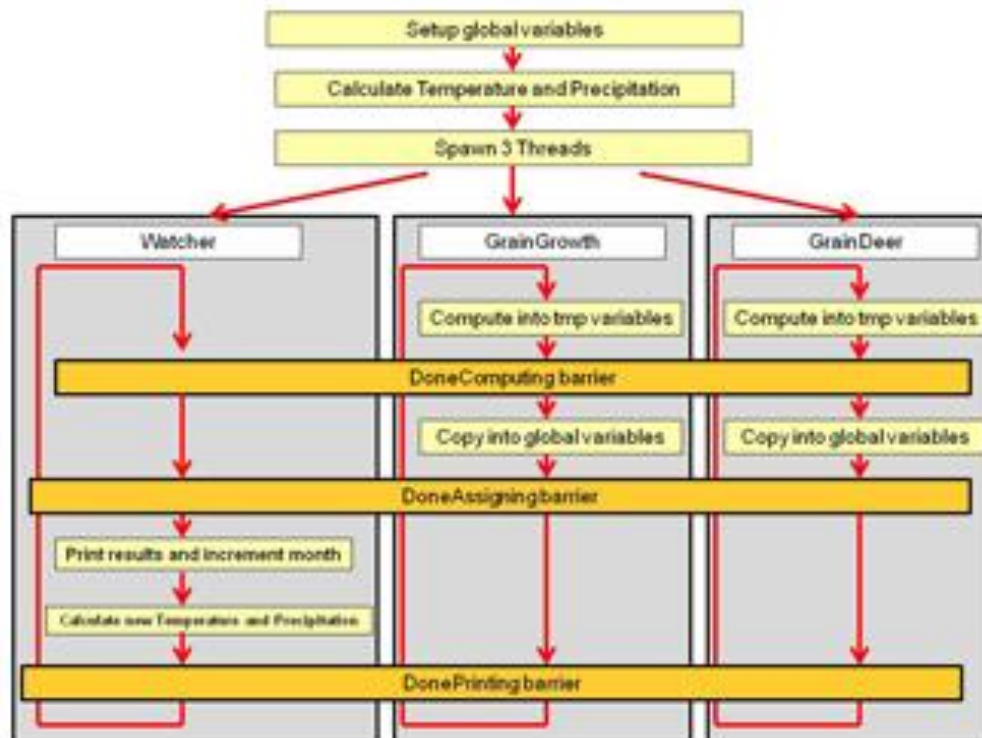 Setup global variables
Calculate Temperature and Precipitation
Spawn 3 Threads
Watcher
GrainGrowth
GrainDeer
Compute into tmp variables
Compute into tmp variables
DoneComputing barrier
Copy into global variables
Copy into global variables
DoneAssigning barrier
Print results and increment month
Calculate new Temperature and Precipitation
DonePrinting barrier